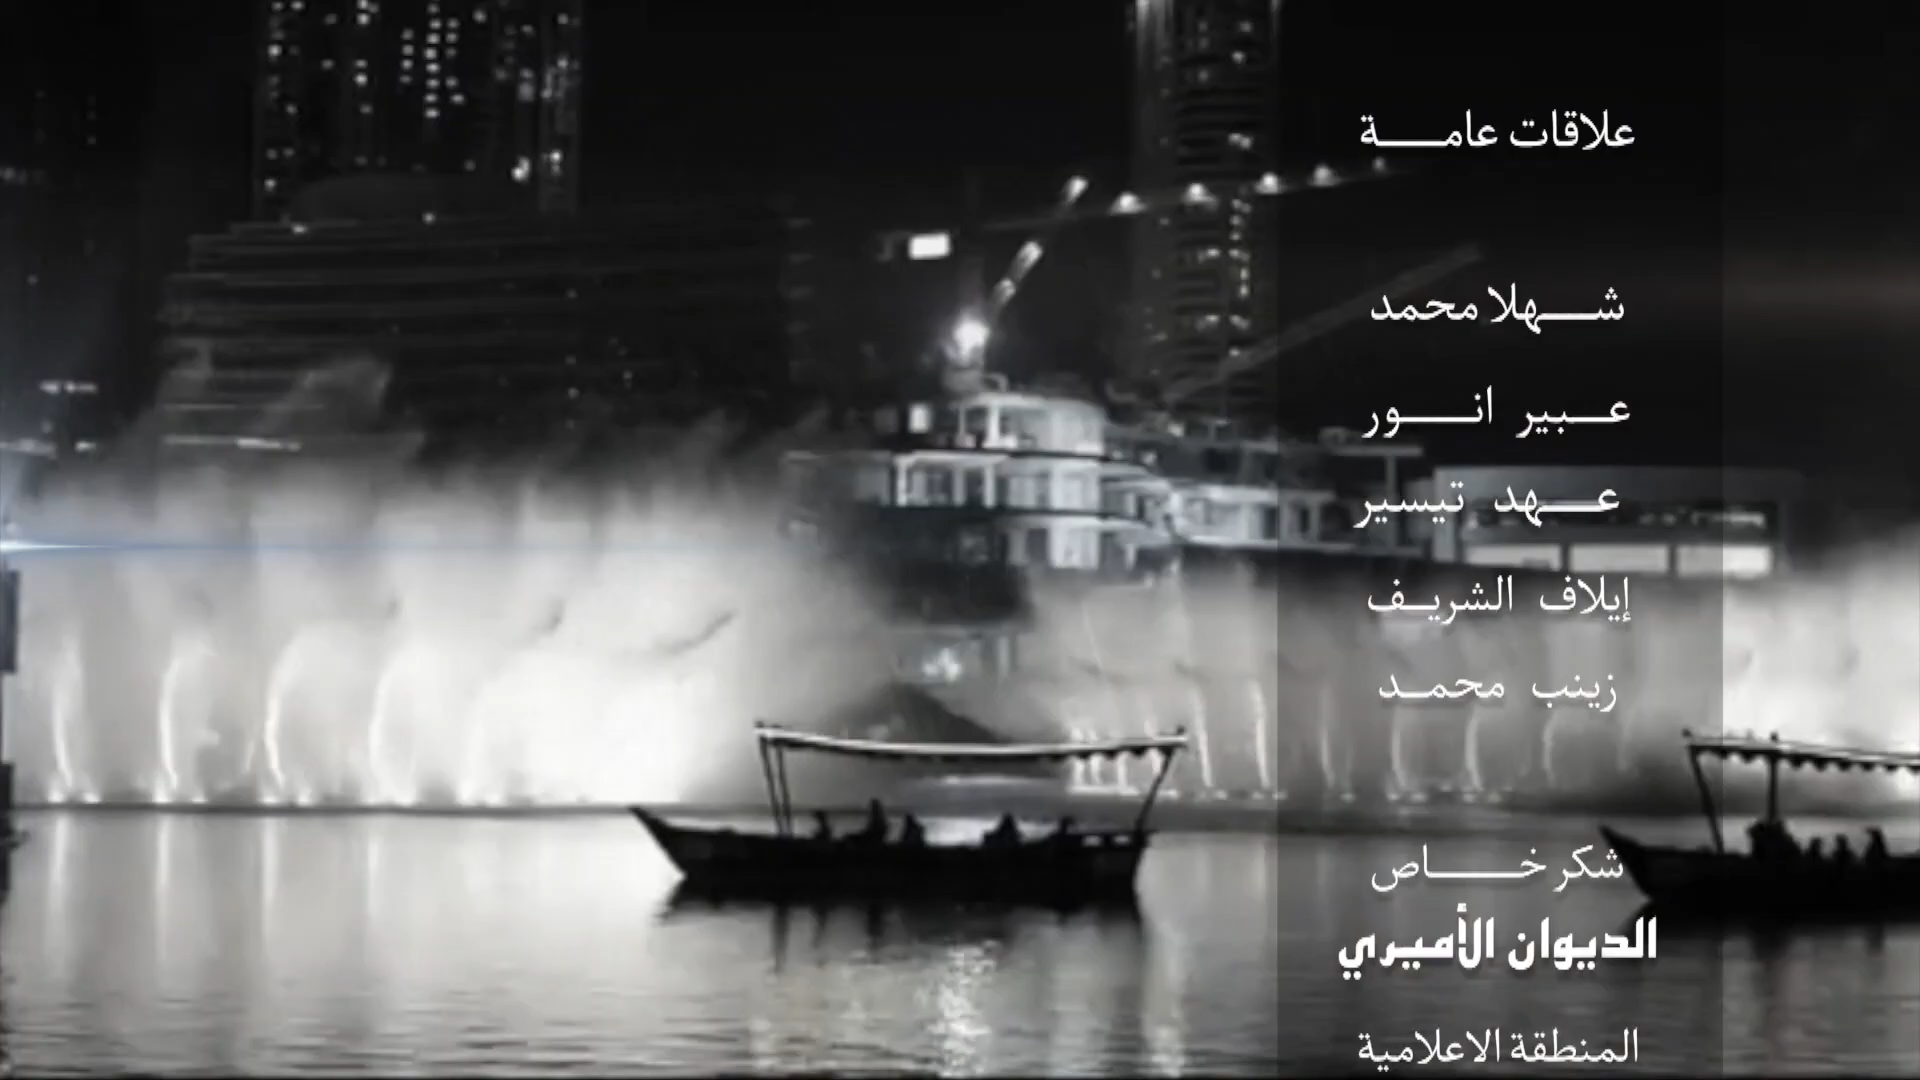 علاقات عامة
شهلا محمد
عبير انور
عهد تيسير
إيلاف الشريف
زينب محمد
شكر خاص
الديوان الأميري
المنطقة الاعلامية